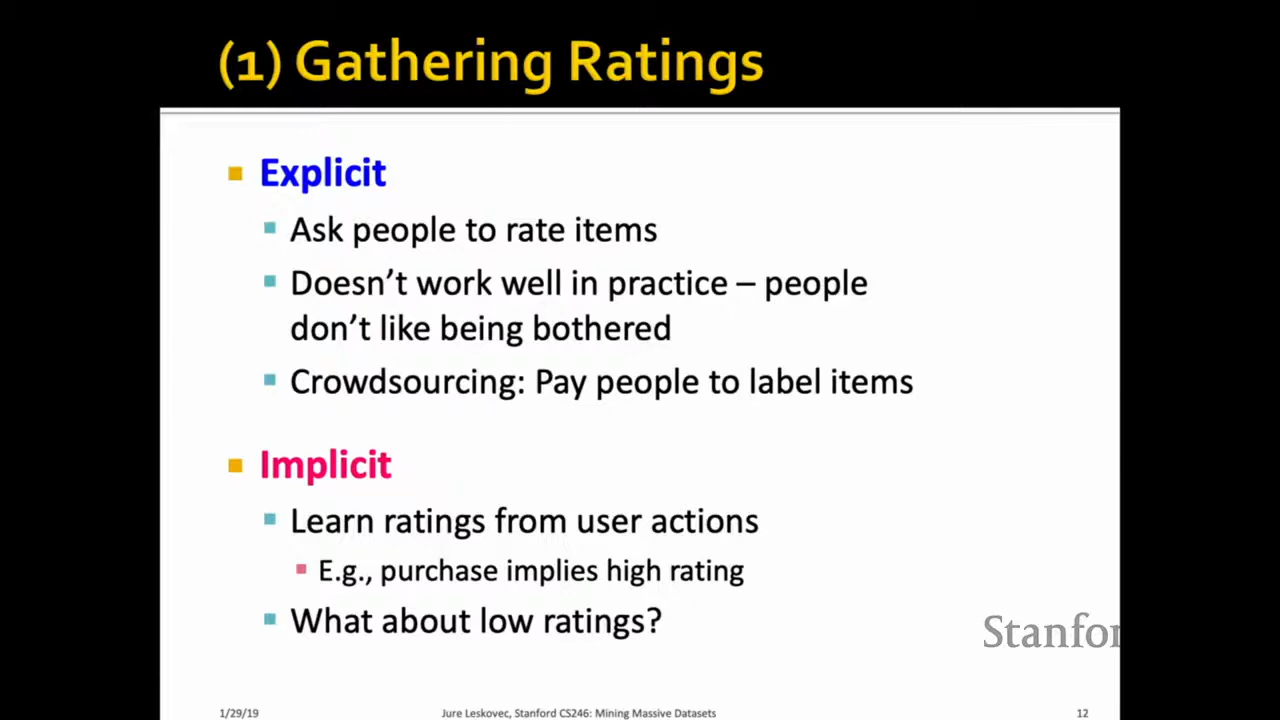 (1) Gathering Ratings
Explicit
Ask people to rate items
Doesn't work well in practice – people
don't like being bothered
Crowdsourcing: Pay people to label items
Implicit
Learn ratings from user actions
E.g., purchase implies high rating
What about low ratings?
Stanfor
1/29/19
Jure Leskovec, Stanford CS246: Mining Massive Datasets
12